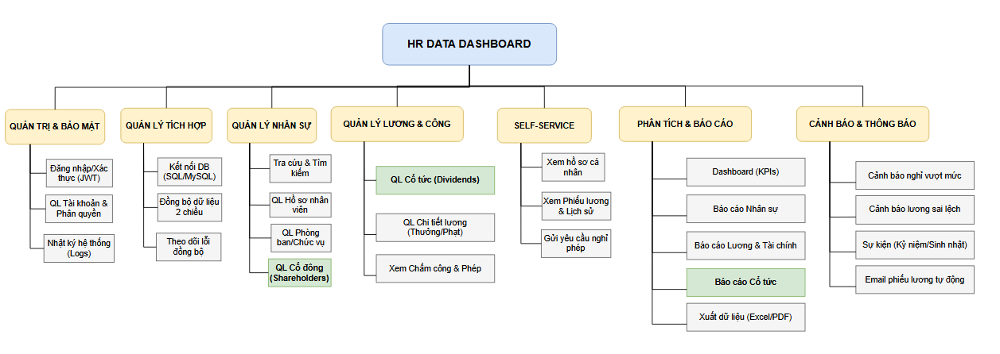 HR DATA DASHBOARD
QUẢN TRỊ & BẢO MẬT
Đăng nhập/Xác
thực (JWT)
QL Tài khoản &
Phân quyền
Nhật ký hệ thống
(Logs)
QUẢN LÝ TÍCH HỢP
Kết nối DB
(SQL/MySQL)
Đồng bộ dữ liệu
2 chiều
Theo dõi lỗi
đồng bộ
QUẢN LÝ NHÂN SỰ
Tra cứu & Tìm
kiếm
QL Hồ sơ nhân
viên
QL Phòng
ban/Chức vụ
QL Cổ đông
(Shareholders)
QUẢN LÝ LƯƠNG & CÔNG
QL Cổ tức (Dividends)
QL Chi tiết lương
(Thưởng/Phạt)
Xem Chấm công & Phép
SELF-SERVICE
Xem hồ sơ cá
nhân
Xem Phiếu lương
& Lịch sử
Gửi yêu cầu nghỉ
phép
PHÂN TÍCH & BÁO CÁO
Dashboard (KPIs)
Báo cáo Nhân sự
Báo cáo Lương & Tài chính
Báo cáo Cổ tức
Xuất dữ liệu (Excel/PDF)
CẢNH BÁO & THÔNG BÁO
Cảnh báo nghỉ vượt mức
Cảnh báo lương sai lệch
Sự kiện (Kỷ niệm/Sinh nhật)
Email phiếu lương tự động